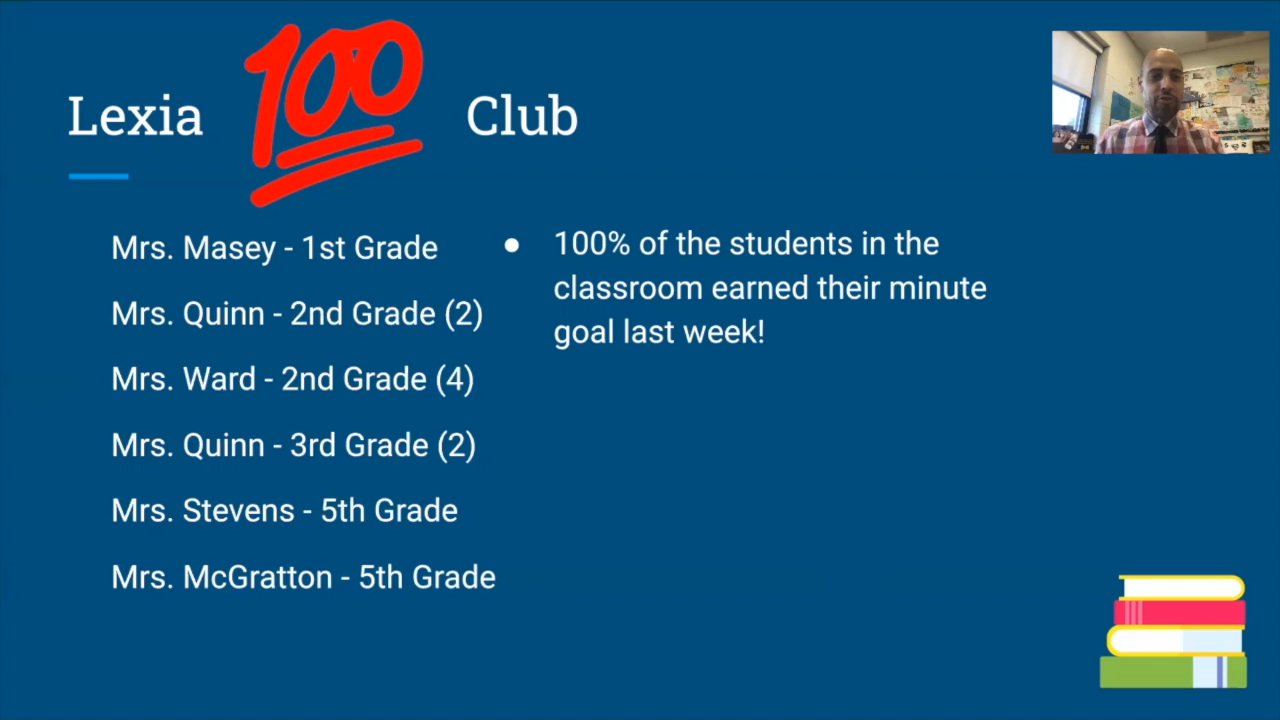 Lexia 100 Club
Mrs. Masey - 1st Grade
Mrs. Quinn - 2nd Grade (2)
Mrs. Ward - 2nd Grade (4)
Mrs. Quinn - 3rd Grade (2)
Mrs. Stevens - 5th Grade
Mrs. McGratton - 5th Grade
● 100% of the students in the
classroom earned their minute
goal last week!